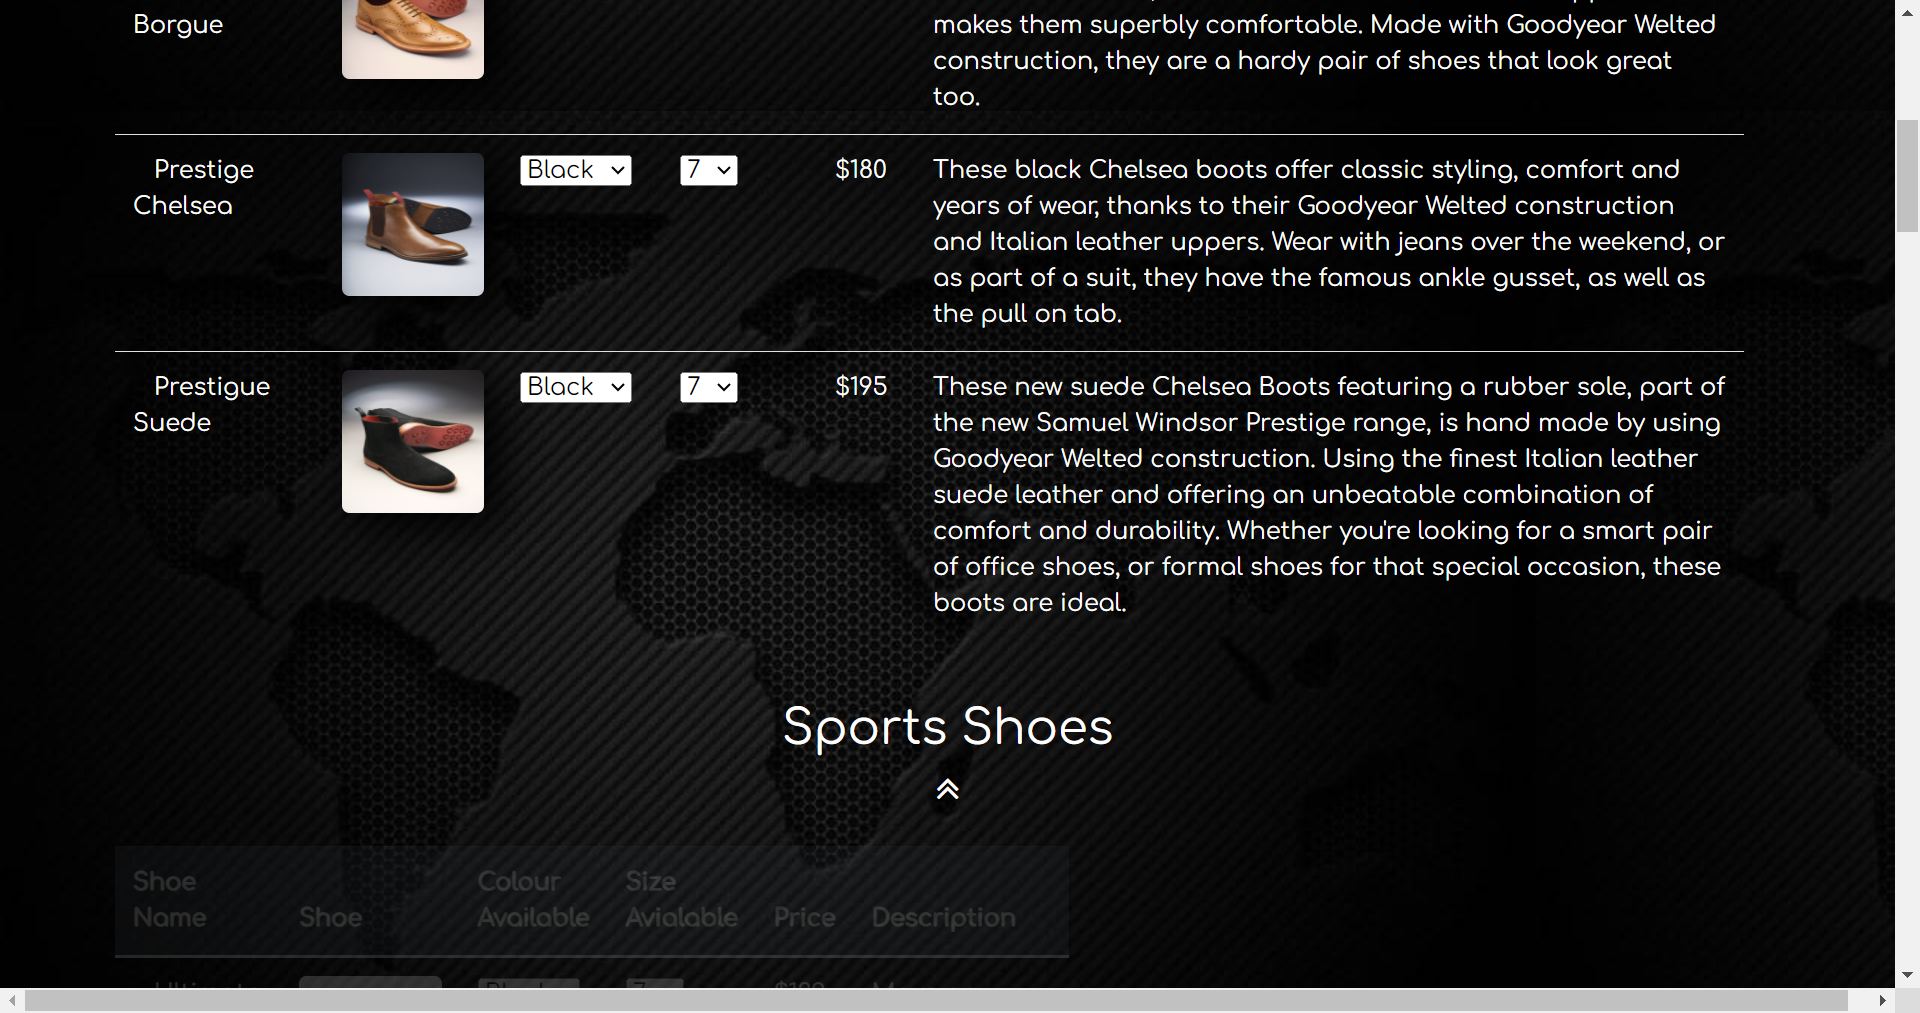 Borgue
makes them superbly comfortable. Made with Goodyear Welted
construction, they are a hardy pair of shoes that look great
too.
Prestige
Chelsea
Black
7
$180
These black Chelsea boots offer classic styling, comfort and
years of wear, thanks to their Goodyear Welted construction
and Italian leather uppers. Wear with jeans over the weekend, or
as part of a suit, they have the famous ankle gusset, as well as
the pull on tab.
Prestigue
Suede
Black
7
$195
These new suede Chelsea Boots featuring a rubber sole, part of
the new Samuel Windsor Prestige range, is hand made by using
Goodyear Welted construction. Using the finest Italian leather
suede leather and offering an unbeatable combination of
comfort and durability. Whether you're looking for a smart pair
of office shoes, or formal shoes for that special occasion, these
boots are ideal.
Sports Shoes
Shoe
Name
Shoe
Colour
Available
Size
Avialable
Price
Description